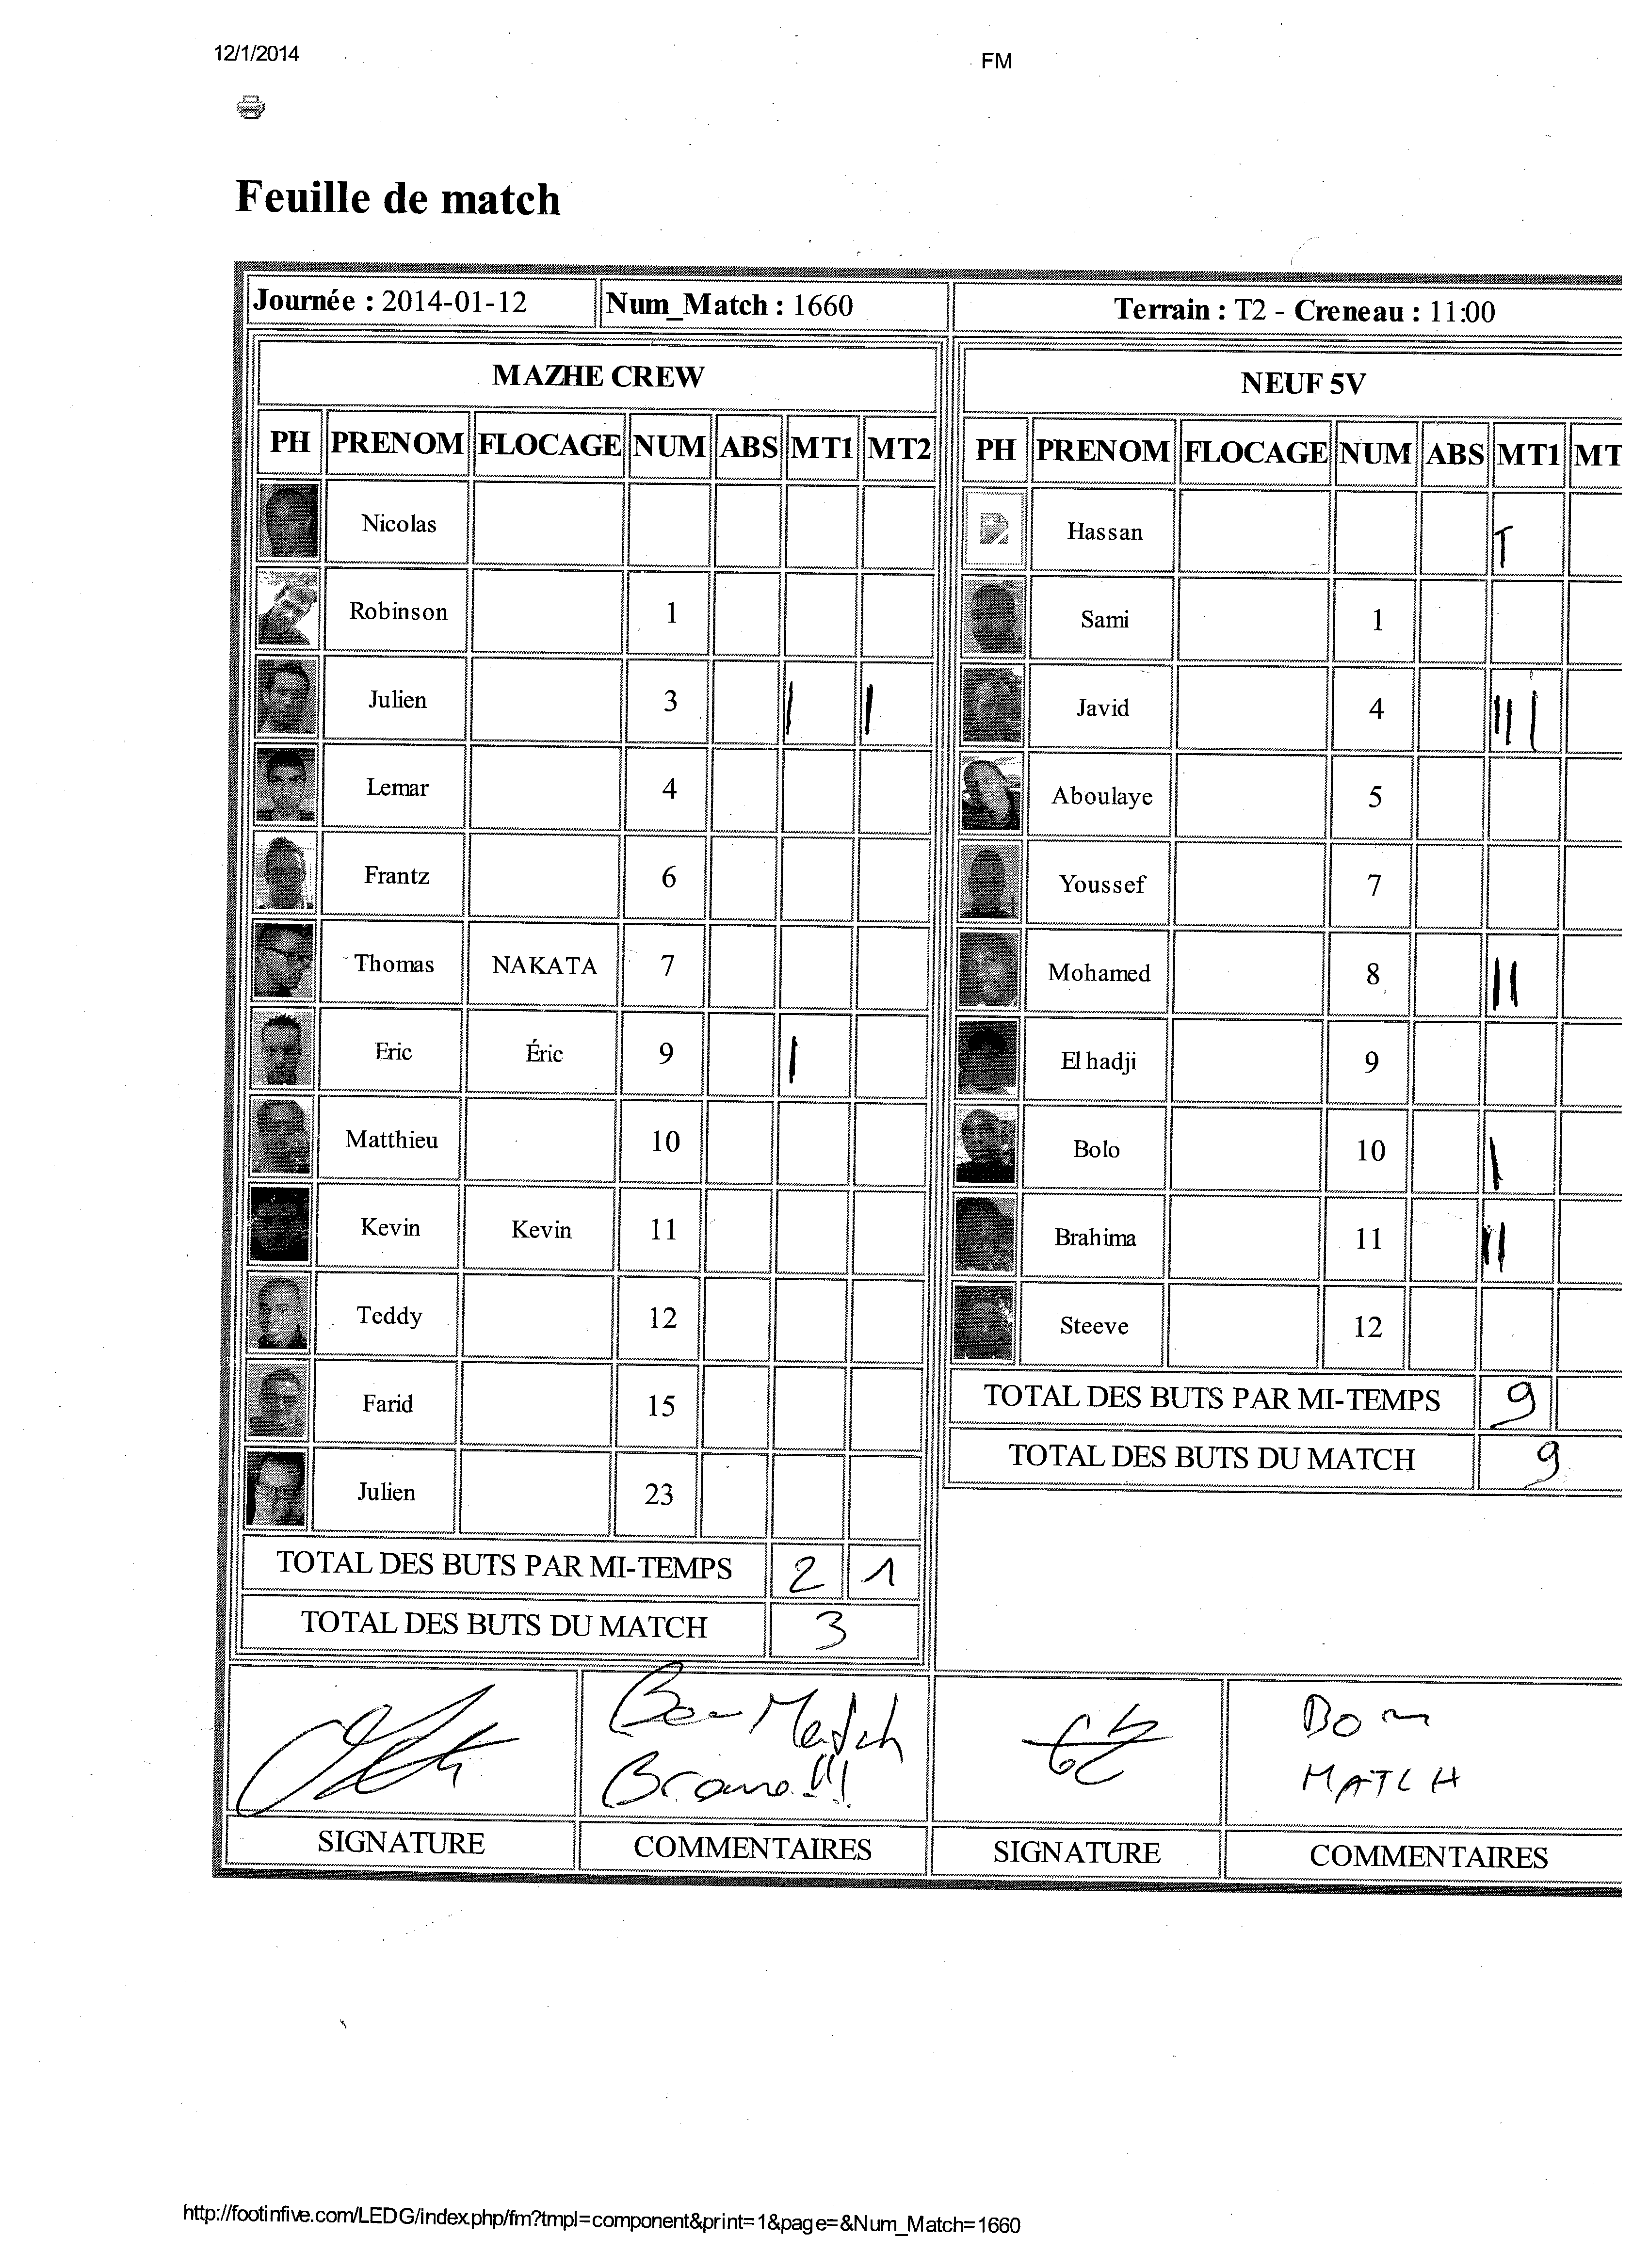 12/1/2014
FM
Feuille de match
Journée : 2014-01-12 Num_Match : 1660 Terrain : T2 - Creneau : 11:00
MAZHE CREW
PH PRENOM FLOCAGE NUM ABS MT1 MT2
Nicolas
Robinson 1
Julien 3 | |
Lemar 4
Frantz 6
Thomas NAKATA 7
Eric Éric 9 |
Matthieu 10
Kevin Kevin 11
Teddy 12
Farid 15
Julien 23
TOTAL DES BUTS PAR MI-TEMPS 2 1
TOTAL DES BUTS DU MATCH 3
NEUF 5V
PH PRENOM FLOCAGE NUM ABS MT1 MT
Hassan
Sami 1
Javid 4 |||
Aboulaye 5
Youssef 7
Mohamed 8 ||
El hadji 9
Bolo 10 |
Brahima 11 ||
Steeve 12
TOTAL DES BUTS PAR MI-TEMPS 9
TOTAL DES BUTS DU MATCH 9
Bon Match
Bravo!!!
SIGNATURE COMMENTAIRES
BON
MATCH
SIGNATURE COMMENTAIRES
http://footinfive.com/LEDG/index.php/fm?tmpl=component&print=1&page=&Num_Match=1660